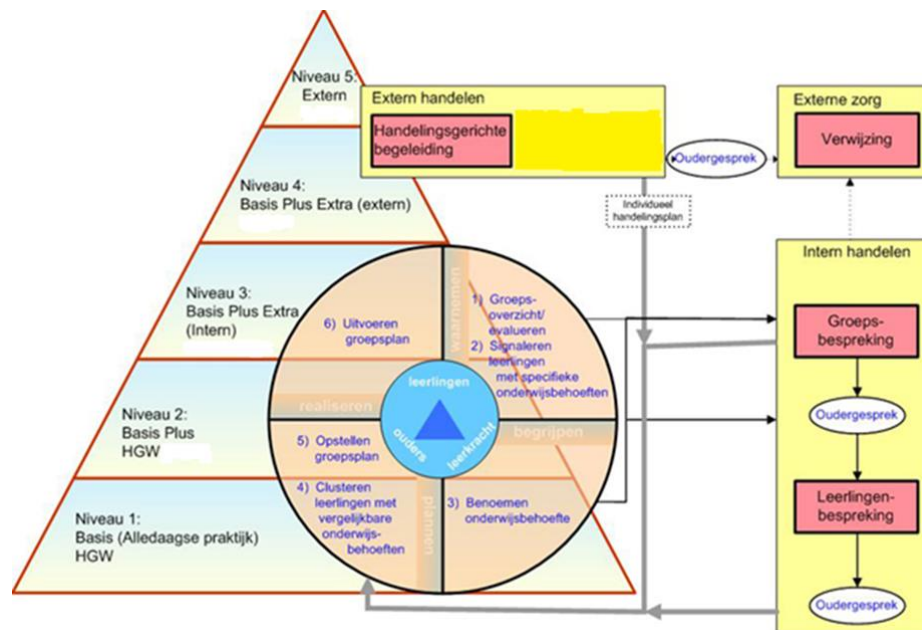 Niveau 5:
Extern
Extern handelen
Handelingsgerichte
begeleiding
Oudergesprek
Externe zorg
Verwijzing
Niveau 4:
Basis Plus Extra (extern)
Individueel
handelingsplan
Intern handelen
Niveau 3:
Basis Plus Extra
(Intern)
waarnemen
1) Groeps-
overzicht/
evalueren
2) Signaleren
leerlingen
met specifieke
onderwijsbehoeften
6) Uitvoeren
groepsplan
Groeps-
bespreking
leerlingen
ouders
leerkracht
realiseren
begrijpen
Oudergesprek
Niveau 2:
Basis Plus
HGW
5) Opstellen
groepsplan
4) Clusteren
leerlingen met
vergelijkbare
onderwijs-
behoeften
plannen
3) Benoemen
onderwijsbehoefte
Leerlingen-
bespreking
Niveau 1:
Basis (Alledaagse praktijk)
HGW
Oudergesprek